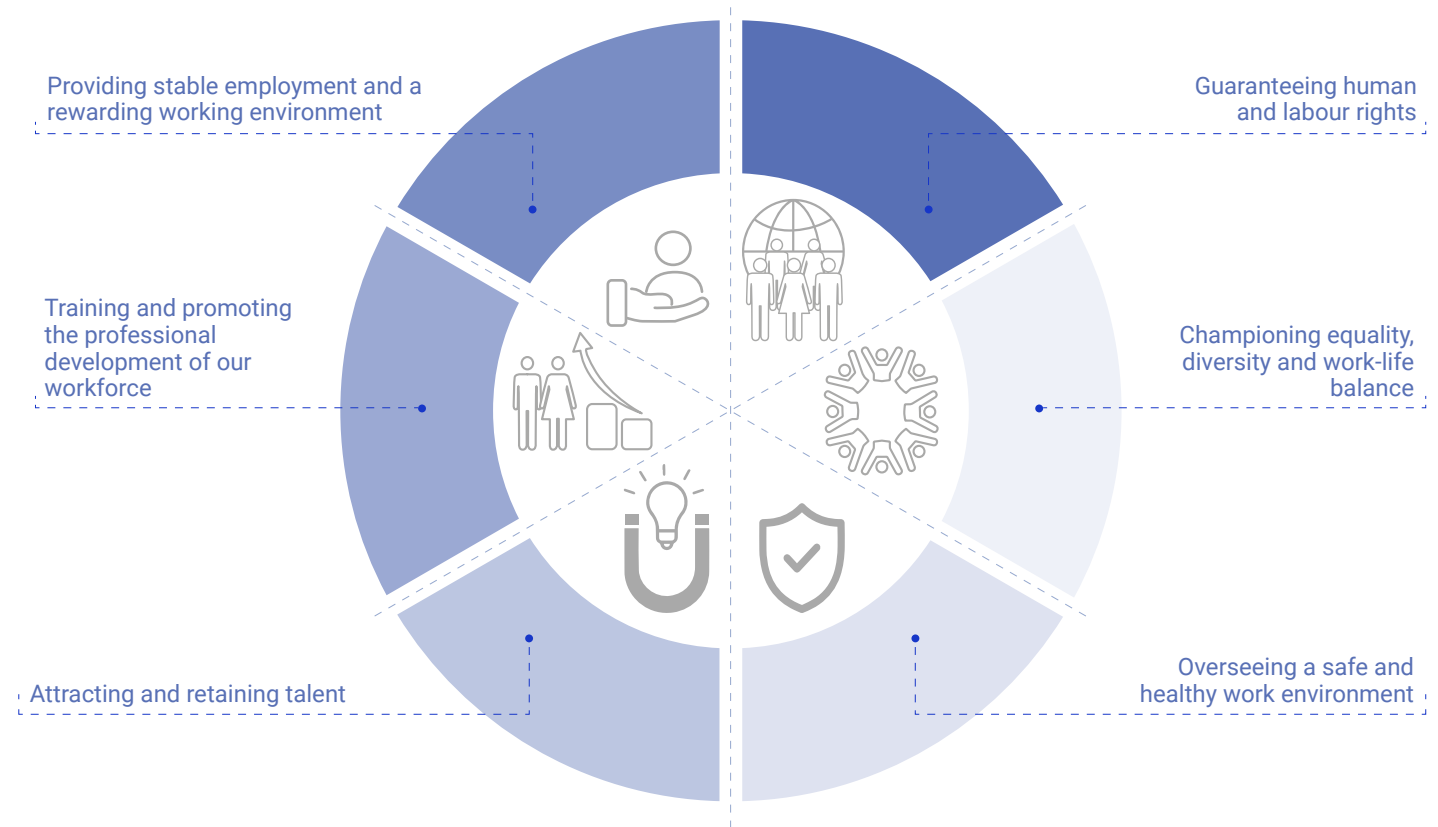 Providing stable employment and a
rewarding working environment
Guaranteeing human
and labour rights
Training and promoting
the professional
development of our
workforce
Championing equality,
diversity and work-life
balance
Attracting and retaining talent
Overseeing a safe and
healthy work environment